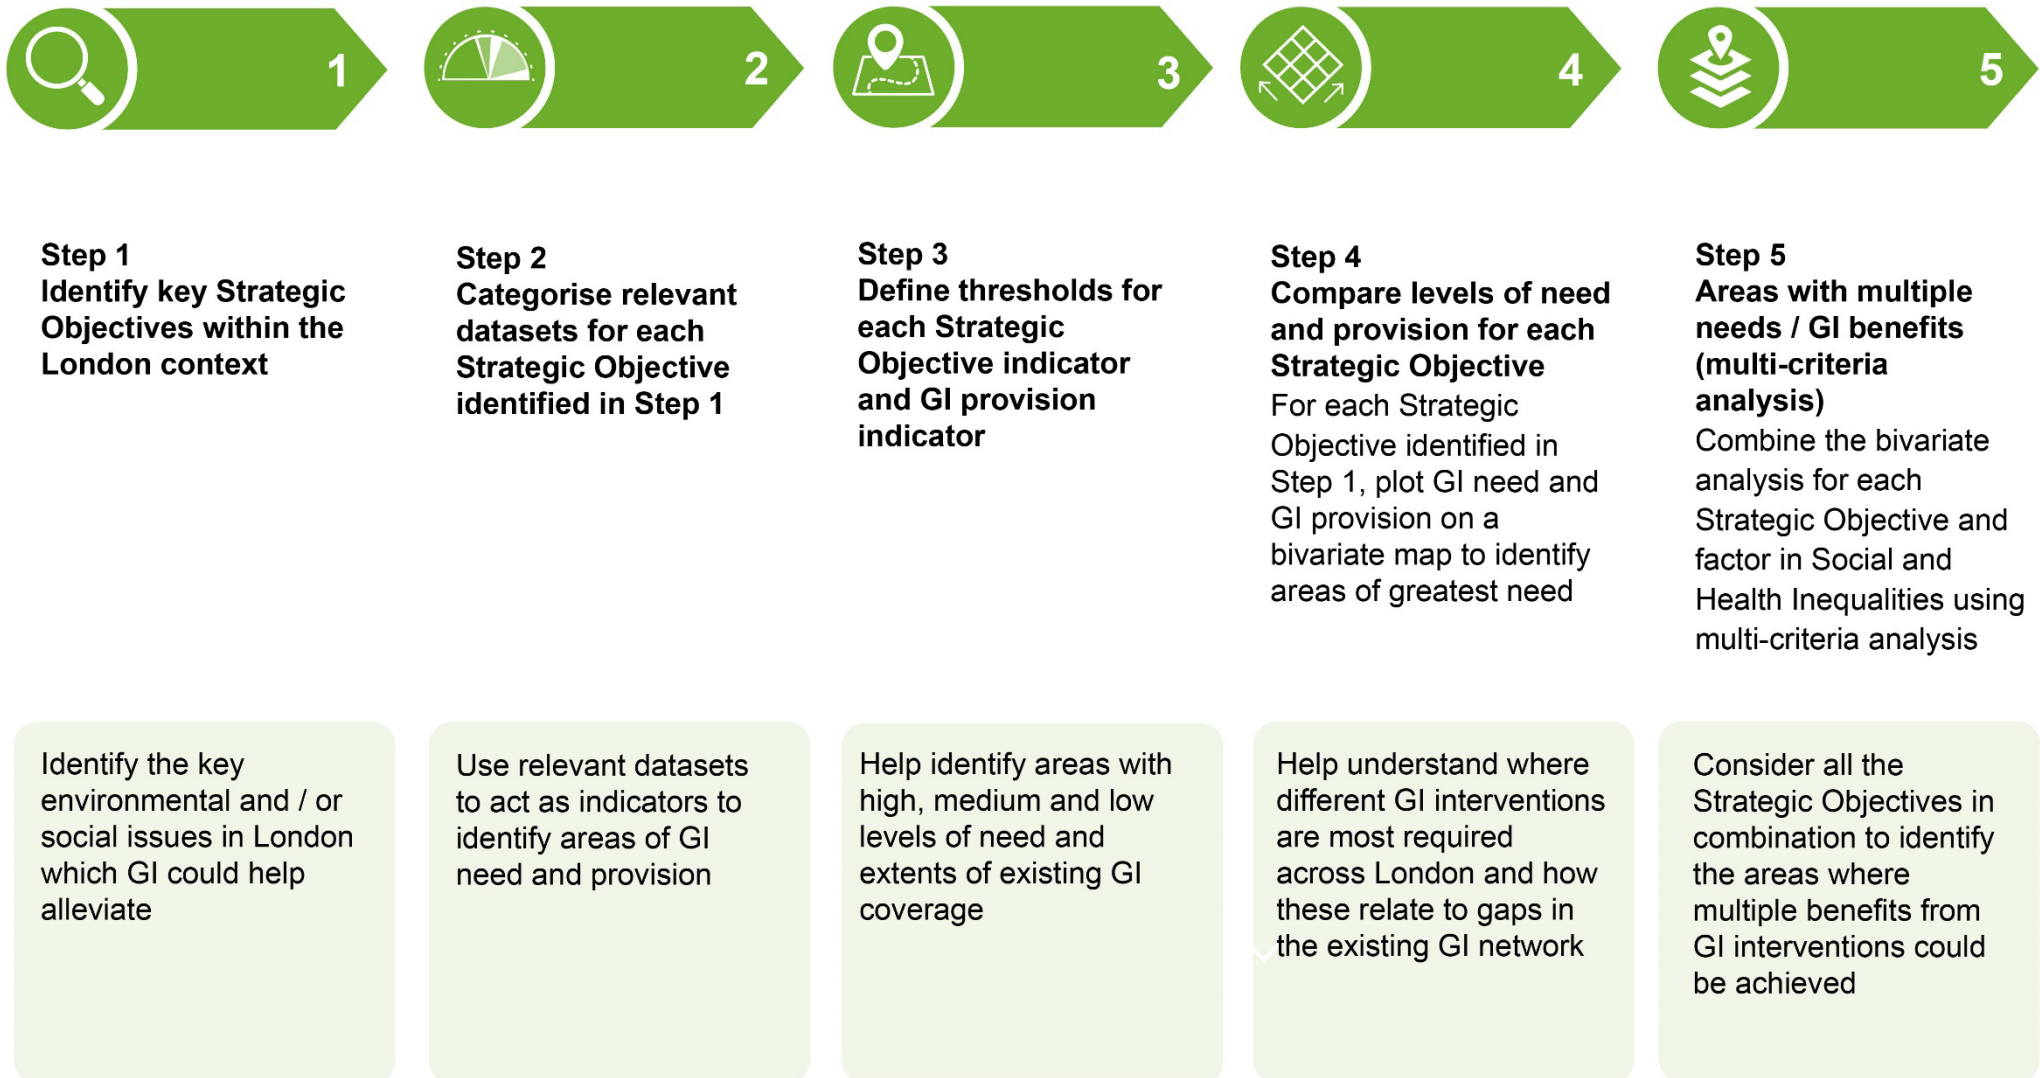 1
2
3
4
5
Step 1
Identify key Strategic
Objectives within the
London context
Step 2
Categorise relevant
datasets for each
Strategic Objective
identified in Step 1
Step 3
Define thresholds for
each Strategic
Objective indicator
and GI provision
indicator
Step 4
Compare levels of need
and provision for each
Strategic Objective
For each Strategic
Objective identified in
Step 1, plot GI need and
GI provision on a
bivariate map to identify
areas of greatest need
Step 5
Areas with multiple
needs / GI benefits
(multi-criteria
analysis)
Combine the bivariate
analysis for each
Strategic Objective and
factor in Social and
Health Inequalities using
multi-criteria analysis
Identify the key
environmental and / or
social issues in London
which GI could help
alleviate
Use relevant datasets
to act as indicators to
identify areas of GI
need and provision
Help identify areas with
high, medium and low
levels of need and
extents of existing GI
coverage
Help understand where
different GI interventions
are most required
across London and how
these relate to gaps in
the existing GI network
Consider all the
Strategic Objectives in
combination to identify
the areas where
multiple benefits from
GI interventions could
be achieved